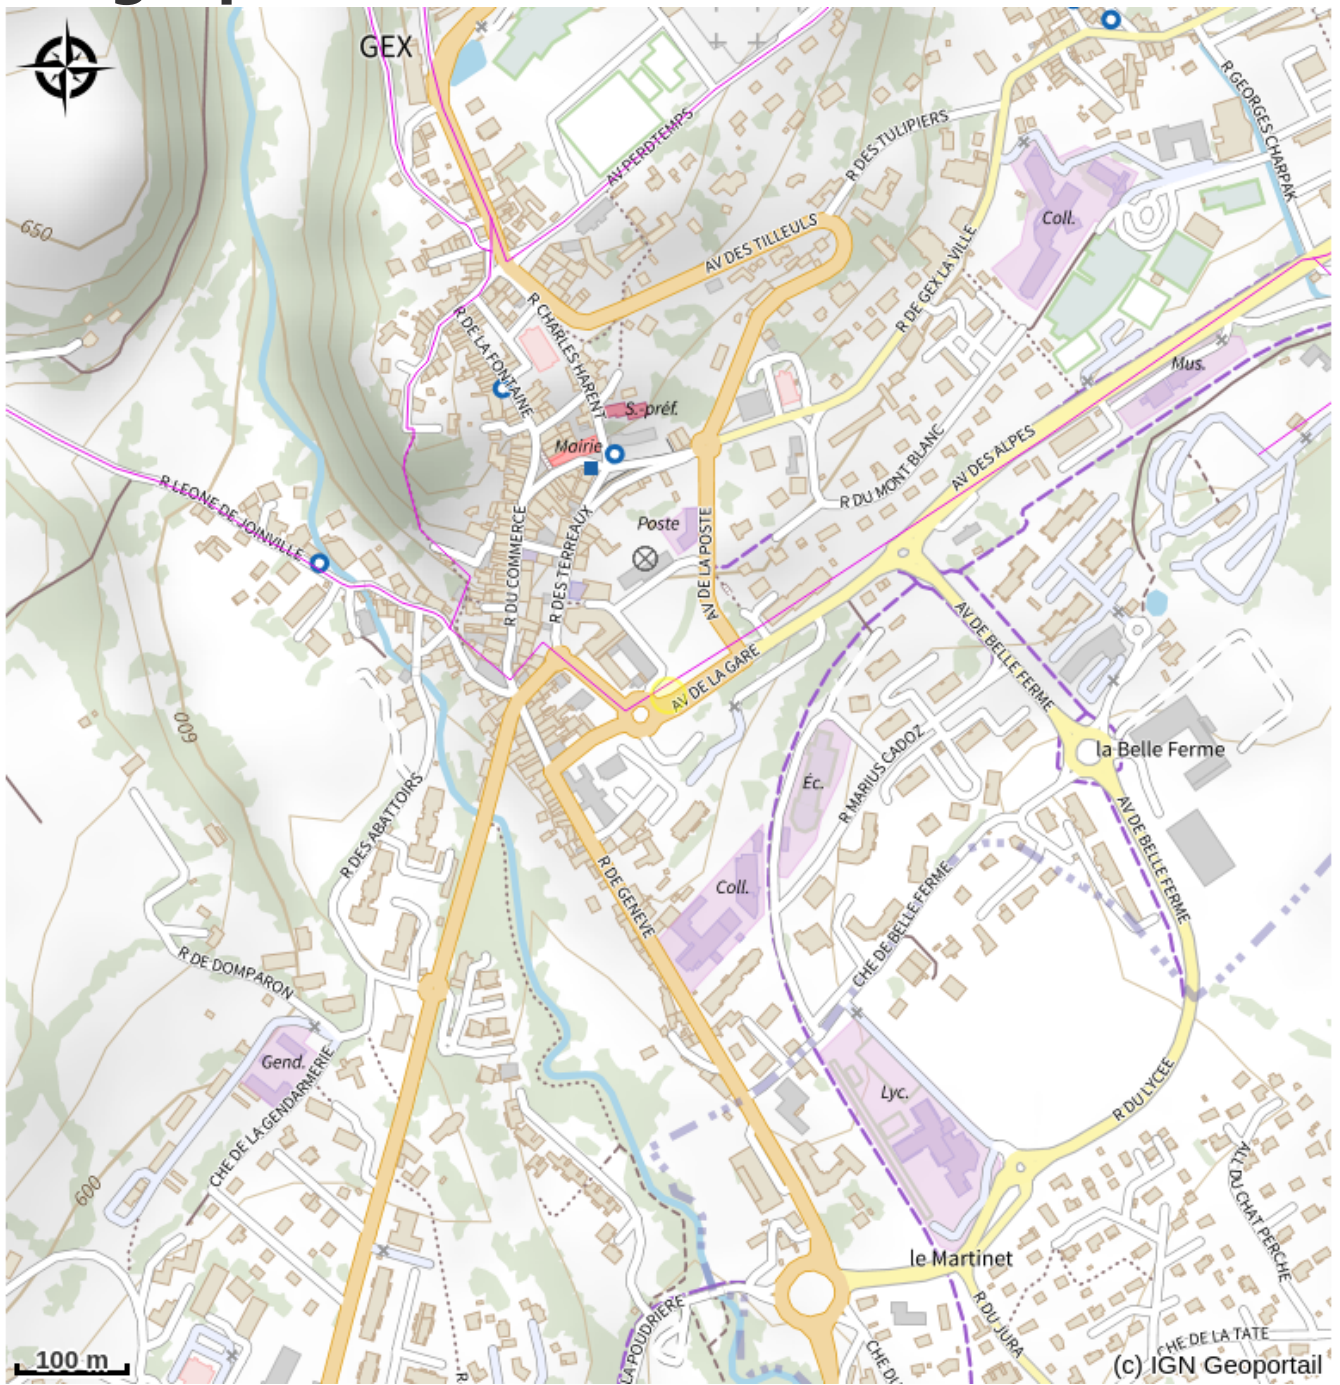 GEX
R GEORGES CHARPAK
AV PERDTEMPS
R DES TULIPIERS
Coll.
650
AV DES TILLEULS
R DE GEX LA VILLE
R CHARLES HARENT
R DE LA FONTAINE
Mus.
S.-préf.
Mairie
AV DES ALPES
R DU MONT BLANC
R LEONE DE JOINVILLE
Poste
R DU COMMERCE
R DES TERREAUX
AV DE LA POSTE
AV DE BELLE FERME
AV DE LA GARE
600
la Belle Ferme
R MARIUS CADOZ
Éc.
R DES ABATTOIRS
AV DE BELLE FERME
R DE GENEVE
Coll.
CHE DE BELLE FERME
R DE DOMPARON
Gend.
CHE DE LA GENDARMERIE
Lyc.
R DU LYCEE
ALL DU CHAT PERCHE
600
le Martinet
LA POUDRIERE
R DU JURA
CHE DE LA TATE
CHE DU
R
100 m
(c) IGN Geoportail